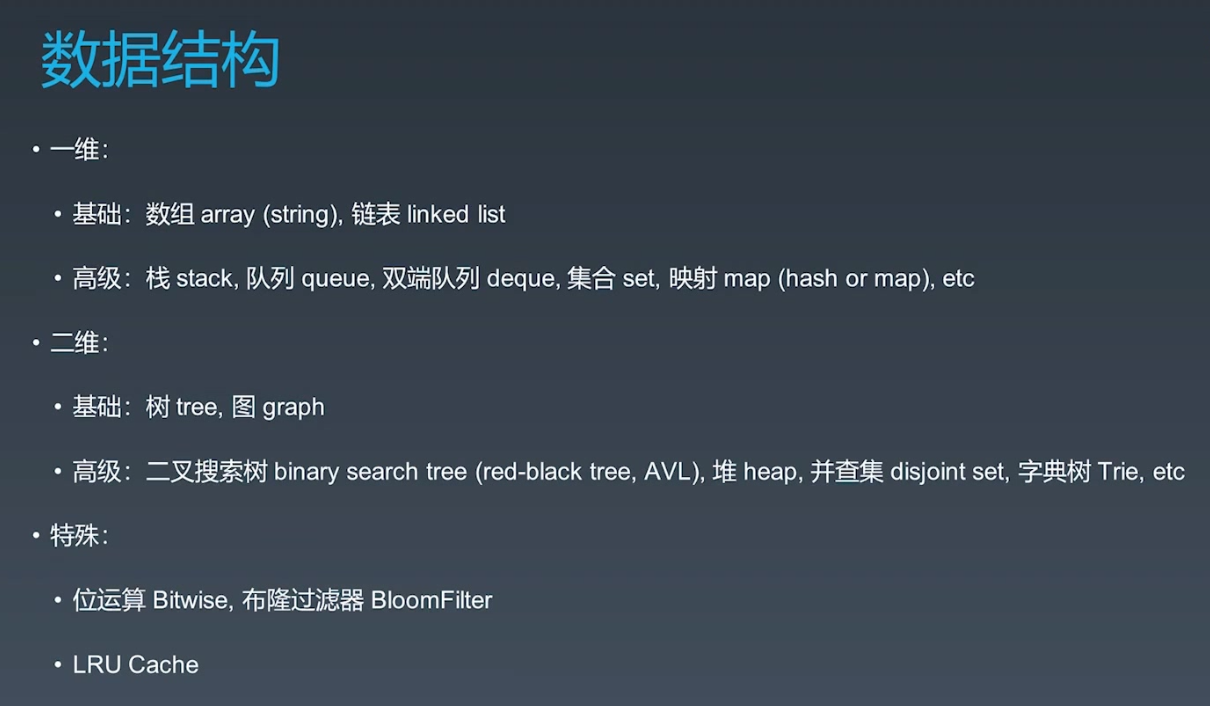 数据结构
• 一维：
• 基础：数组 array (string), 链表 linked list
• 高级：栈 stack, 队列 queue, 双端队列 deque, 集合 set, 映射 map (hash or map), etc
• 二维：
• 基础：树 tree, 图 graph
• 高级：二叉搜索树 binary search tree (red-black tree, AVL), 堆 heap, 并查集 disjoint set, 字典树 Trie, etc
• 特殊：
• 位运算 Bitwise, 布隆过滤器 BloomFilter
• LRU Cache